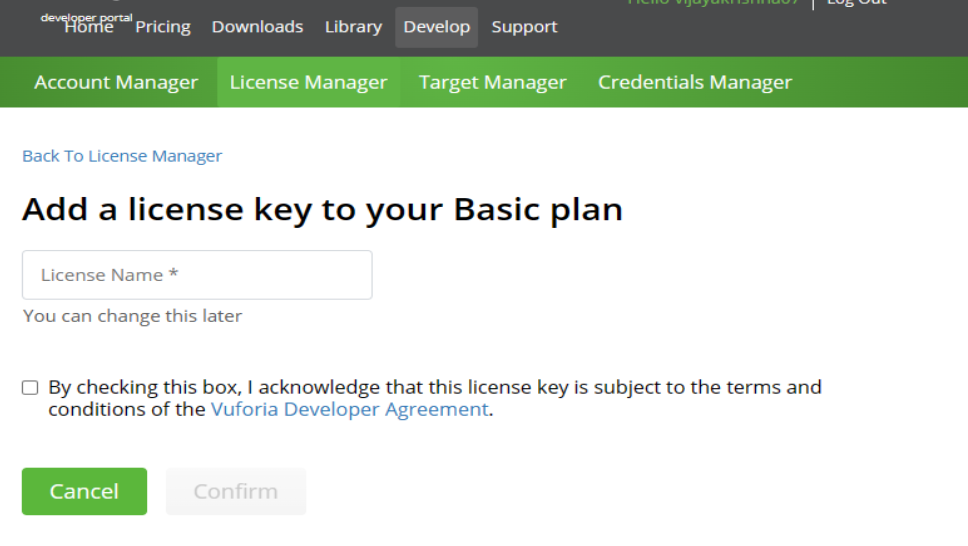 developer portal
Home Pricing Downloads Library Develop Support
Log Out
Account Manager License Manager Target Manager Credentials Manager
Back To License Manager
Add a license key to your Basic plan
License Name *
You can change this later
By checking this box, I acknowledge that this license key is subject to the terms and
conditions of the Vuforia Developer Agreement.
Cancel Confirm